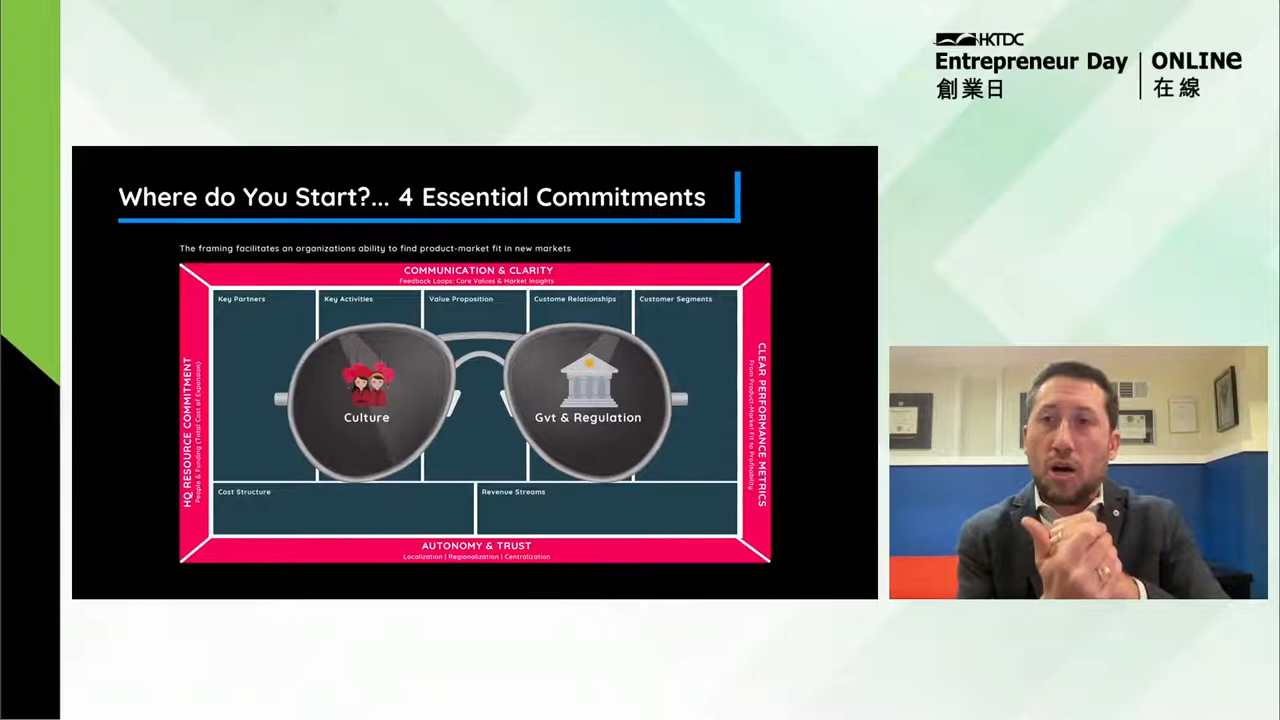 HKTDC
Entrepreneur Day
創業日
ONLINe
在線
Where do You Start?... 4 Essential Commitments
The framing facilitates an organizations ability to find product-market fit in new markets
COMMUNICATION & CLARITY
Feedback Loops: Core Values & Market Insights
HQ RESOURCE COMMITMENT
People & Funding (Total Cost of Expansion)
Key Partners
Key Activities
Value Proposition
Custome Relationships
Customer Segments
Culture
Gvt & Regulation
Cost Structure
Revenue Streams
CLEAR PERFORMANCE METRICS
From Product-Market Fit to Profitability
AUTONOMY & TRUST
Localization | Regionalization | Centralization